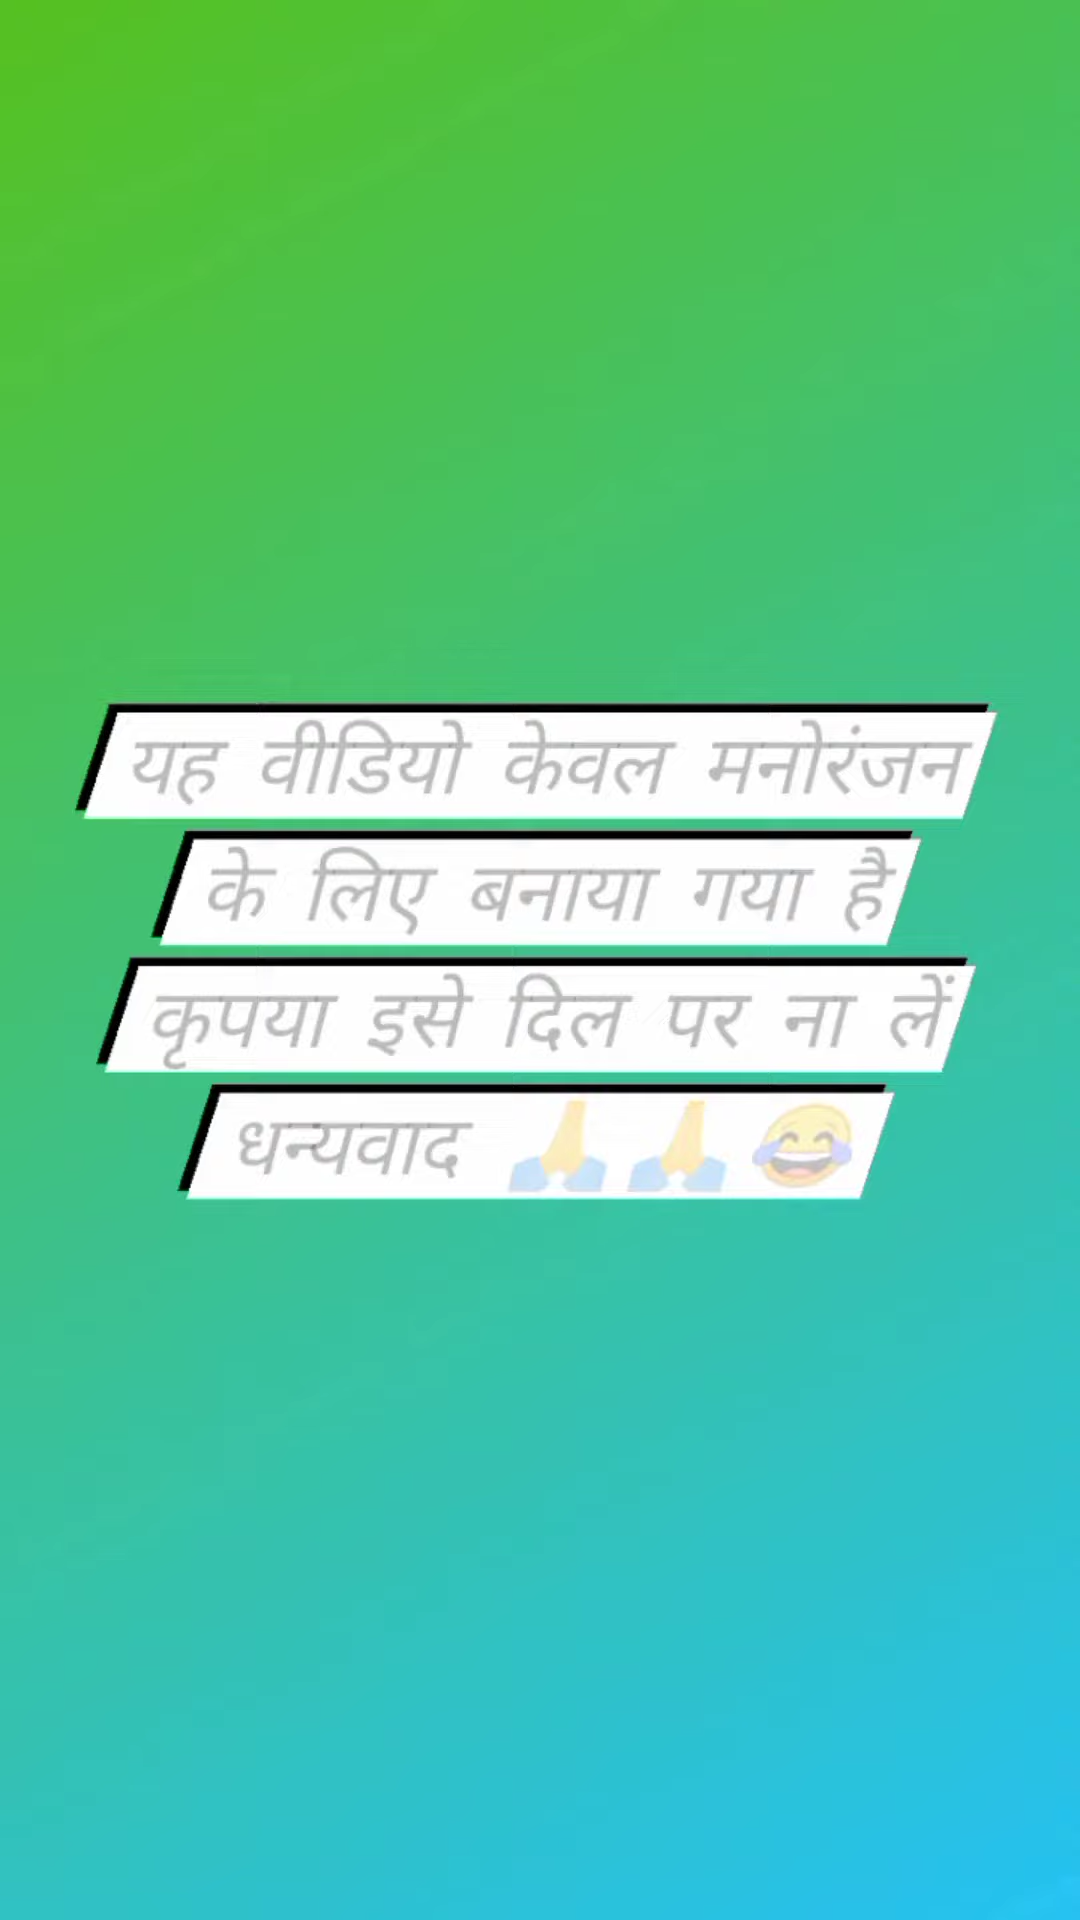 यह वीडियो केवल मनोरंजन
के लिए बनाया गया है
कृपया इसे दिल पर ना लें
धन्यवाद 🙏🙏😂